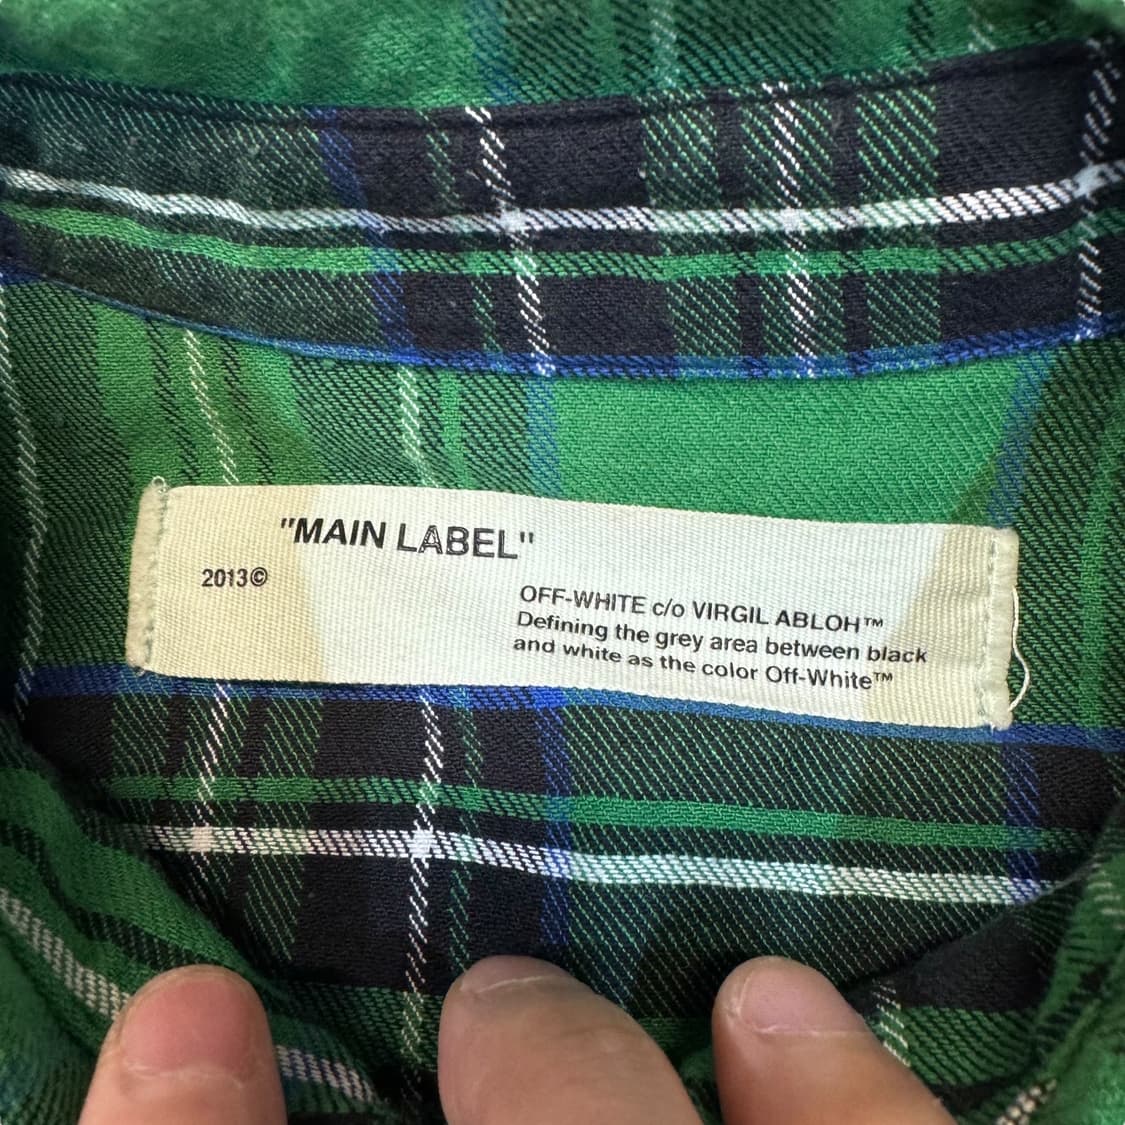 "MAIN LABEL"
2013©
OFF-WHITE c/o VIRGIL ABLOH™
Defining the grey area between black
and white as the color Off-White™